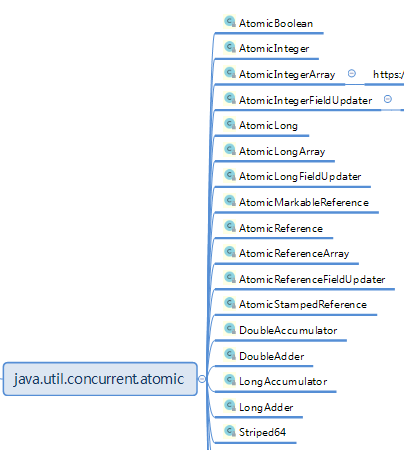 AtomicBoolean
AtomicInteger
AtomicIntegerArray https:/
AtomicIntegerFieldUpdater
AtomicLong
AtomicLongArray
AtomicLongFieldUpdater
AtomicMarkableReference
AtomicReference
AtomicReferenceArray
AtomicReferenceFieldUpdater
AtomicStampedReference
DoubleAccumulator
DoubleAdder
java.util.concurrent.atomic
LongAccumulator
LongAdder
Striped64